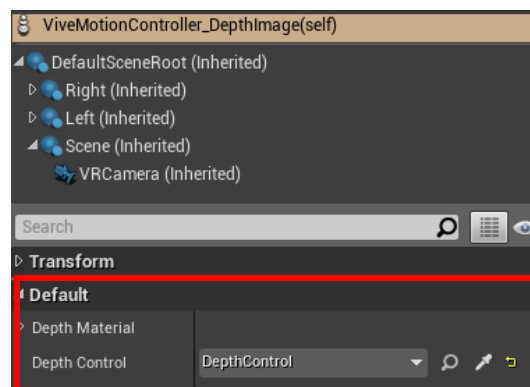 ViveMotionController_DepthImage(self)
DefaultSceneRoot (Inherited)
Right (Inherited)
Left (Inherited)
Scene (Inherited)
VRCamera (Inherited)
Search
Transform
Default
Depth Material
Depth Control DepthControl